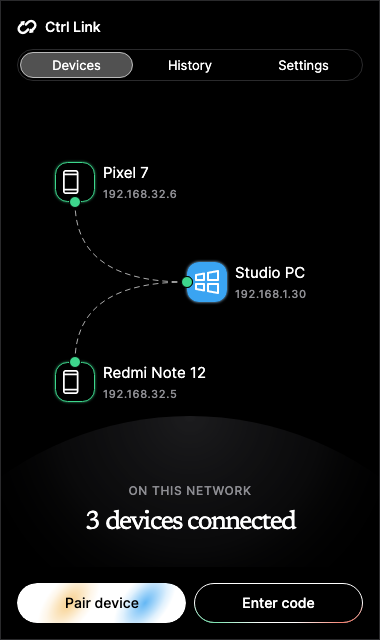 Ctrl Link
Devices
History
Settings
Pixel 7
192.168.32.6
Studio PC
192.168.1.30
Redmi Note 12
192.168.32.5
ON THIS NETWORK
3 devices connected
Pair device
Enter code